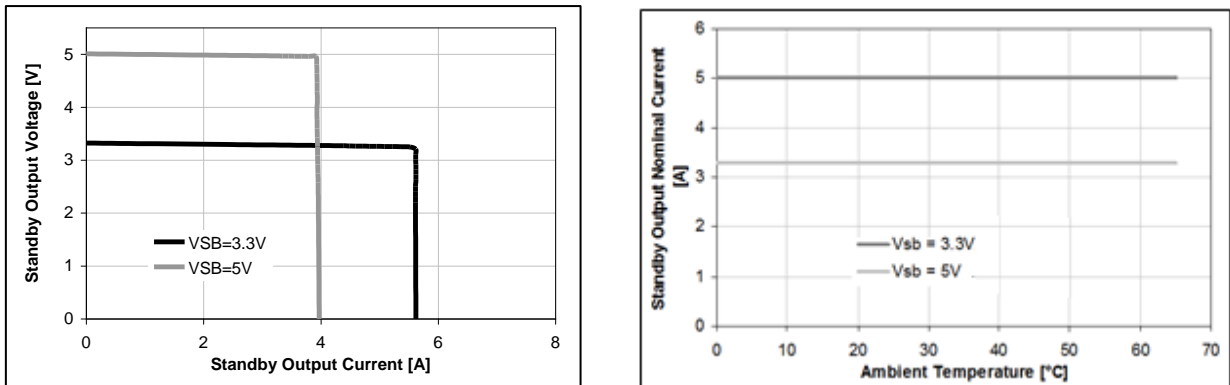 Standby Output Voltage [V]
5
4
3
2
1
0
VSB=3.3V
VSB=5V
0 2 4 6 8
Standby Output Current [A]
Standby Output Nominal Current
[A]
6
5
4
3
2
1
0
Vsb = 3.3V
Vsb = 5V
0 10 20 30 40 50 60 70
Ambient Temperature [°C]